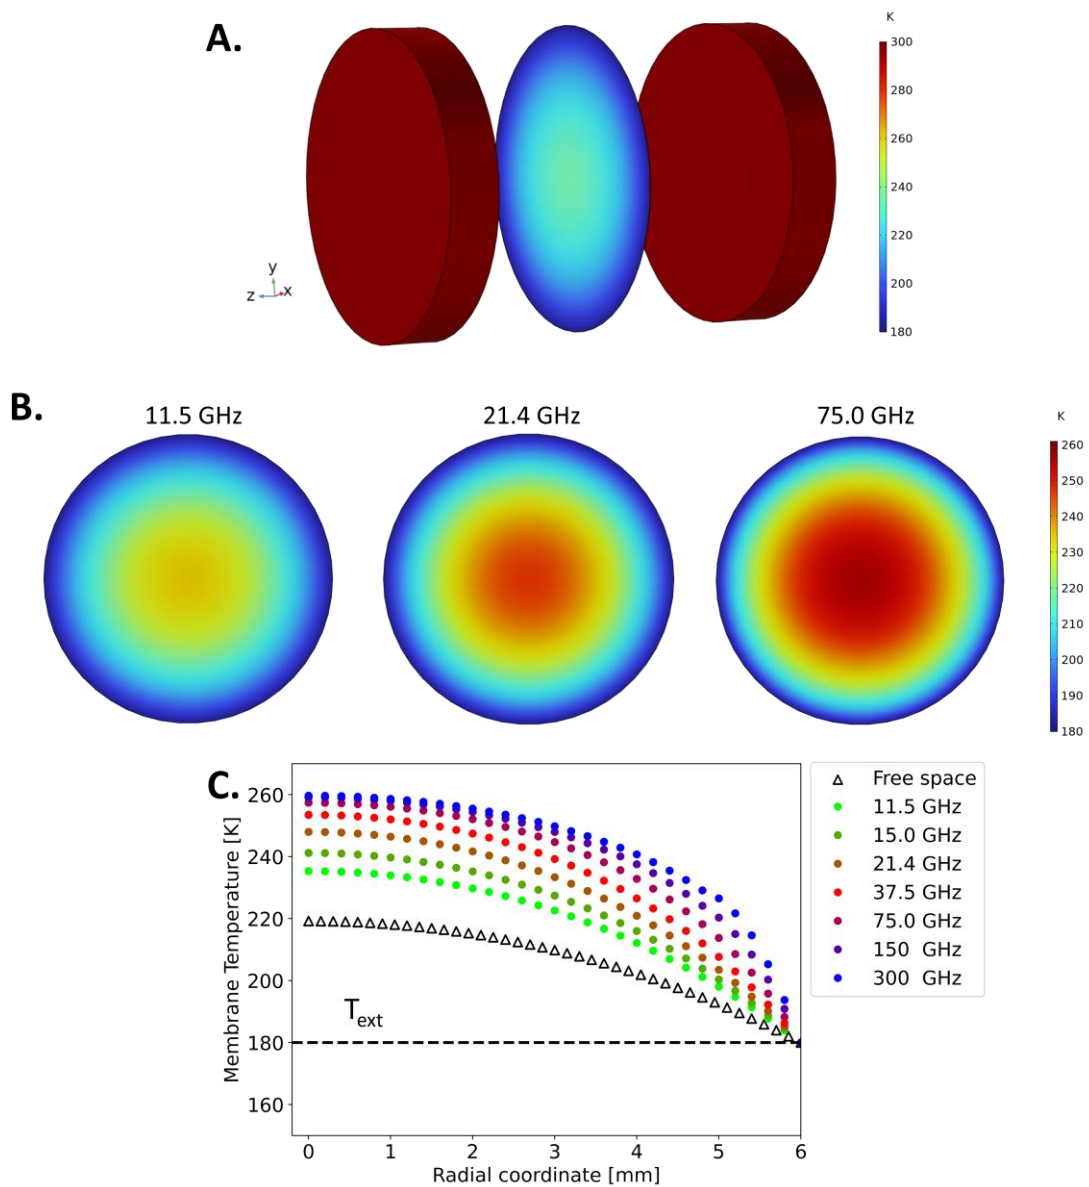 A.
K
300
280
260
240
220
200
180
y
z
x
B.
11.5 GHz
21.4 GHz
75.0 GHz
K
260
250
240
230
220
210
200
190
180
C.
Membrane Temperature [K]
260
240
220
200
180
160
T_ext
0 1 2 3 4 5 6
Radial coordinate [mm]
Free space
11.5 GHz
15.0 GHz
21.4 GHz
37.5 GHz
75.0 GHz
150 GHz
300 GHz